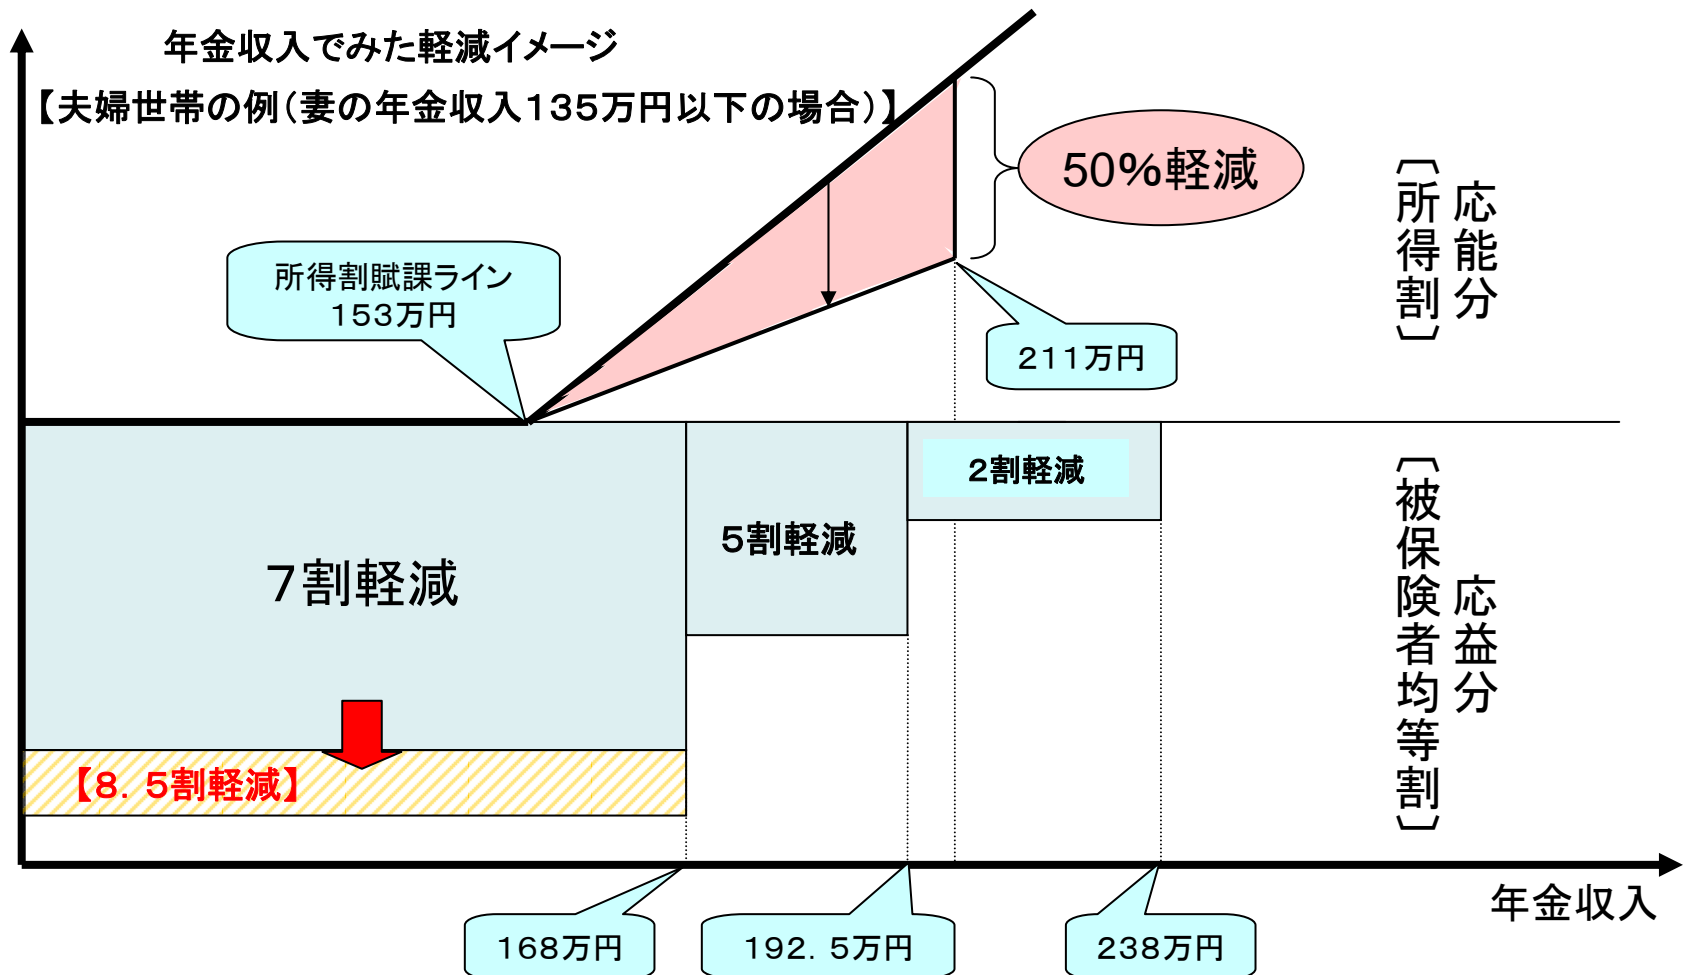 年金収入でみた軽減イメージ
【夫婦世帯の例（妻の年金収入１３５万円以下の場合）】
50%軽減
応能分
〔所得割〕
所得割賦課ライン
１５３万円
２１１万円
２割軽減
５割軽減
７割軽減
応益分
〔被保険者均等割〕
【８．５割軽減】
年金収入
１６８万円
１９２．５万円
２３８万円